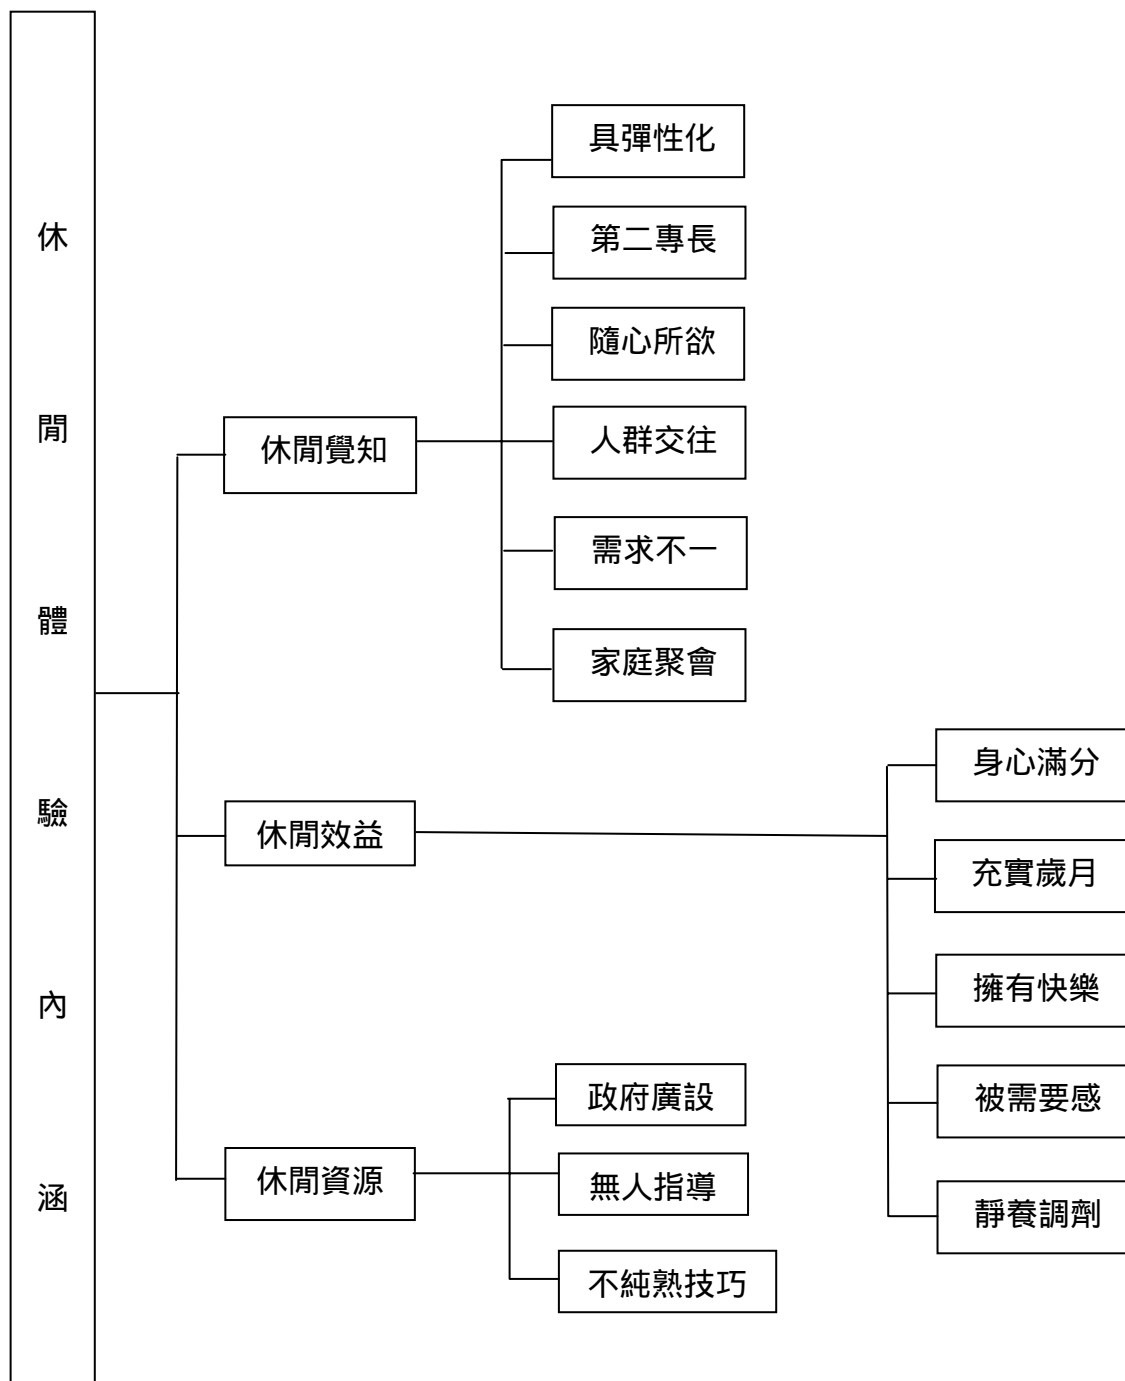 休閒體驗內涵
休閒覺知
具彈性化
第二專長
隨心所欲
人群交往
需求不一
家庭聚會
休閒效益
身心滿分
充實歲月
擁有快樂
被需要感
靜養調劑
休閒資源
政府廣設
無人指導
不純熟技巧